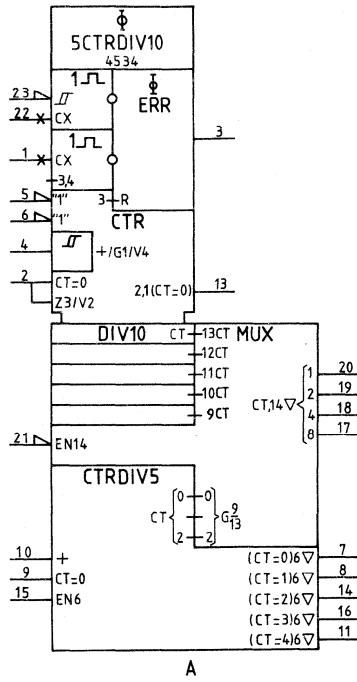 Φ
5CTRDIV10
4534
1
Φ
ERR
23
22
CX
3
1
1
CX
3,4
5
"1"
3
R
6
"1"
CTR
4
+/G1/V4
2
CT=0
2,1(CT=0)
13
Z3/V2
DIV10
CT
13CT
MUX
12CT
11CT
10CT
9CT
CT,14▽
1
20
2
19
4
18
8
17
21
EN14
CTRDIV5
CT
0
0
G 9/13
2
2
10
+
(CT=0)6▽
7
9
CT=0
(CT=1)6▽
8
15
EN6
(CT=2)6▽
14
(CT=3)6▽
16
(CT=4)6▽
11
A